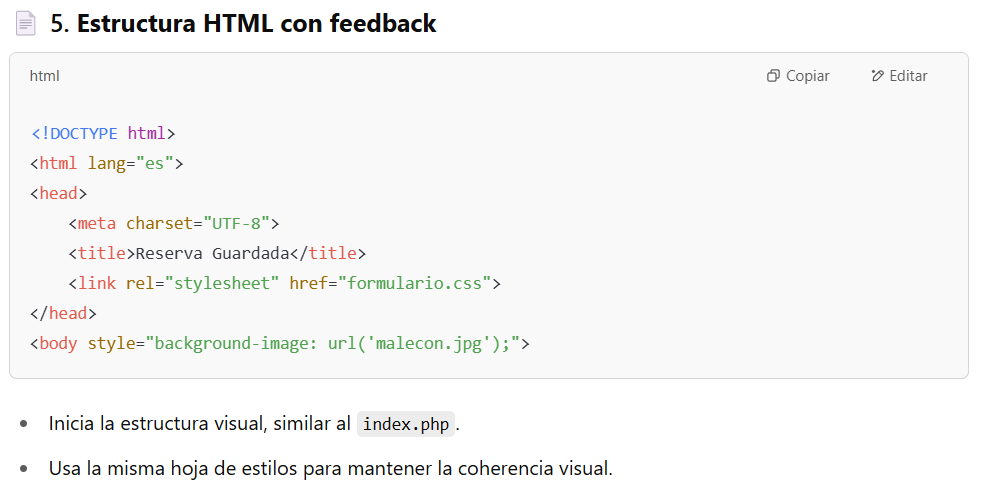 5. Estructura HTML con feedback
html
Copiar
Editar
<!DOCTYPE html>
<html lang="es">
<head>
    <meta charset="UTF-8">
    <title>Reserva Guardada</title>
    <link rel="stylesheet" href="formulario.css">
</head>
<body style="background-image: url('malecon.jpg');">
• Inicia la estructura visual, similar al index.php.
• Usa la misma hoja de estilos para mantener la coherencia visual.